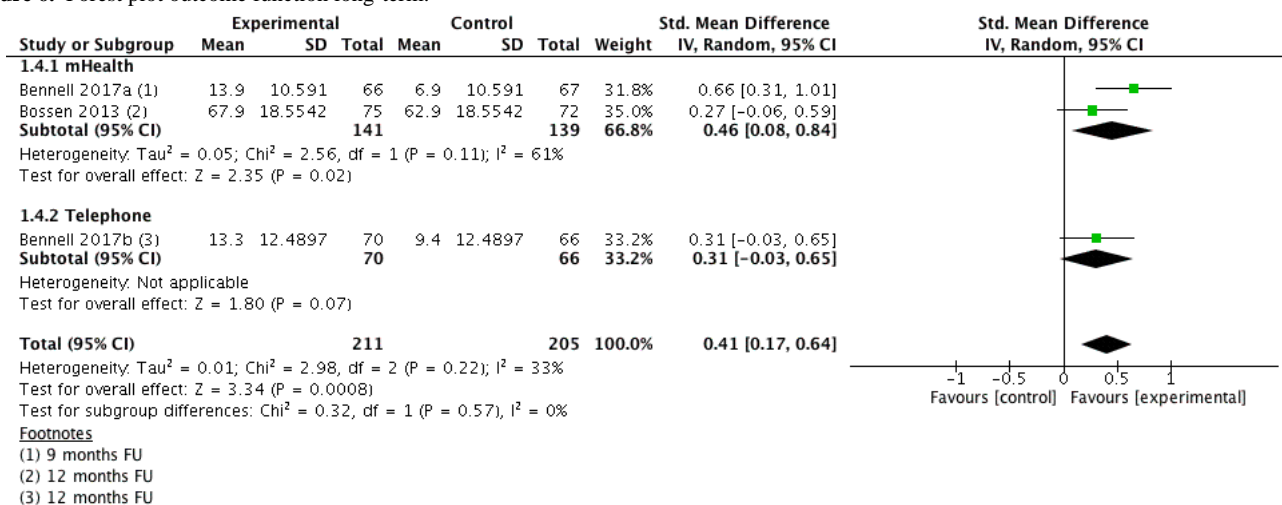 Forest plot outcome function long-term.
Experimental Control Std. Mean Difference Std. Mean Difference
Study or Subgroup Mean SD Total Mean SD Total Weight IV, Random, 95% CI IV, Random, 95% CI
1.4.1 mHealth
Bennell 2017a (1) 13.9 10.591 66 6.9 10.591 67 31.8% 0.66 [0.31, 1.01]
Bossen 2013 (2) 67.9 18.5542 75 62.9 18.5542 72 35.0% 0.27 [-0.06, 0.59]
Subtotal (95% CI) 141 139 66.8% 0.46 [0.08, 0.84]
Heterogeneity: Tau² = 0.05; Chi² = 2.56, df = 1 (P = 0.11); I² = 61%
Test for overall effect: Z = 2.35 (P = 0.02)
1.4.2 Telephone
Bennell 2017b (3) 13.3 12.4897 70 9.4 12.4897 66 33.2% 0.31 [-0.03, 0.65]
Subtotal (95% CI) 70 66 33.2% 0.31 [-0.03, 0.65]
Heterogeneity: Not applicable
Test for overall effect: Z = 1.80 (P = 0.07)
Total (95% CI) 211 205 100.0% 0.41 [0.17, 0.64]
Heterogeneity: Tau² = 0.01; Chi² = 2.98, df = 2 (P = 0.22); I² = 33%
Test for overall effect: Z = 3.34 (P = 0.0008)
Test for subgroup differences: Chi² = 0.32, df = 1 (P = 0.57), I² = 0%
-1 -0.5 0 0.5 1
Favours [control] Favours [experimental]
Footnotes
(1) 9 months FU
(2) 12 months FU
(3) 12 months FU